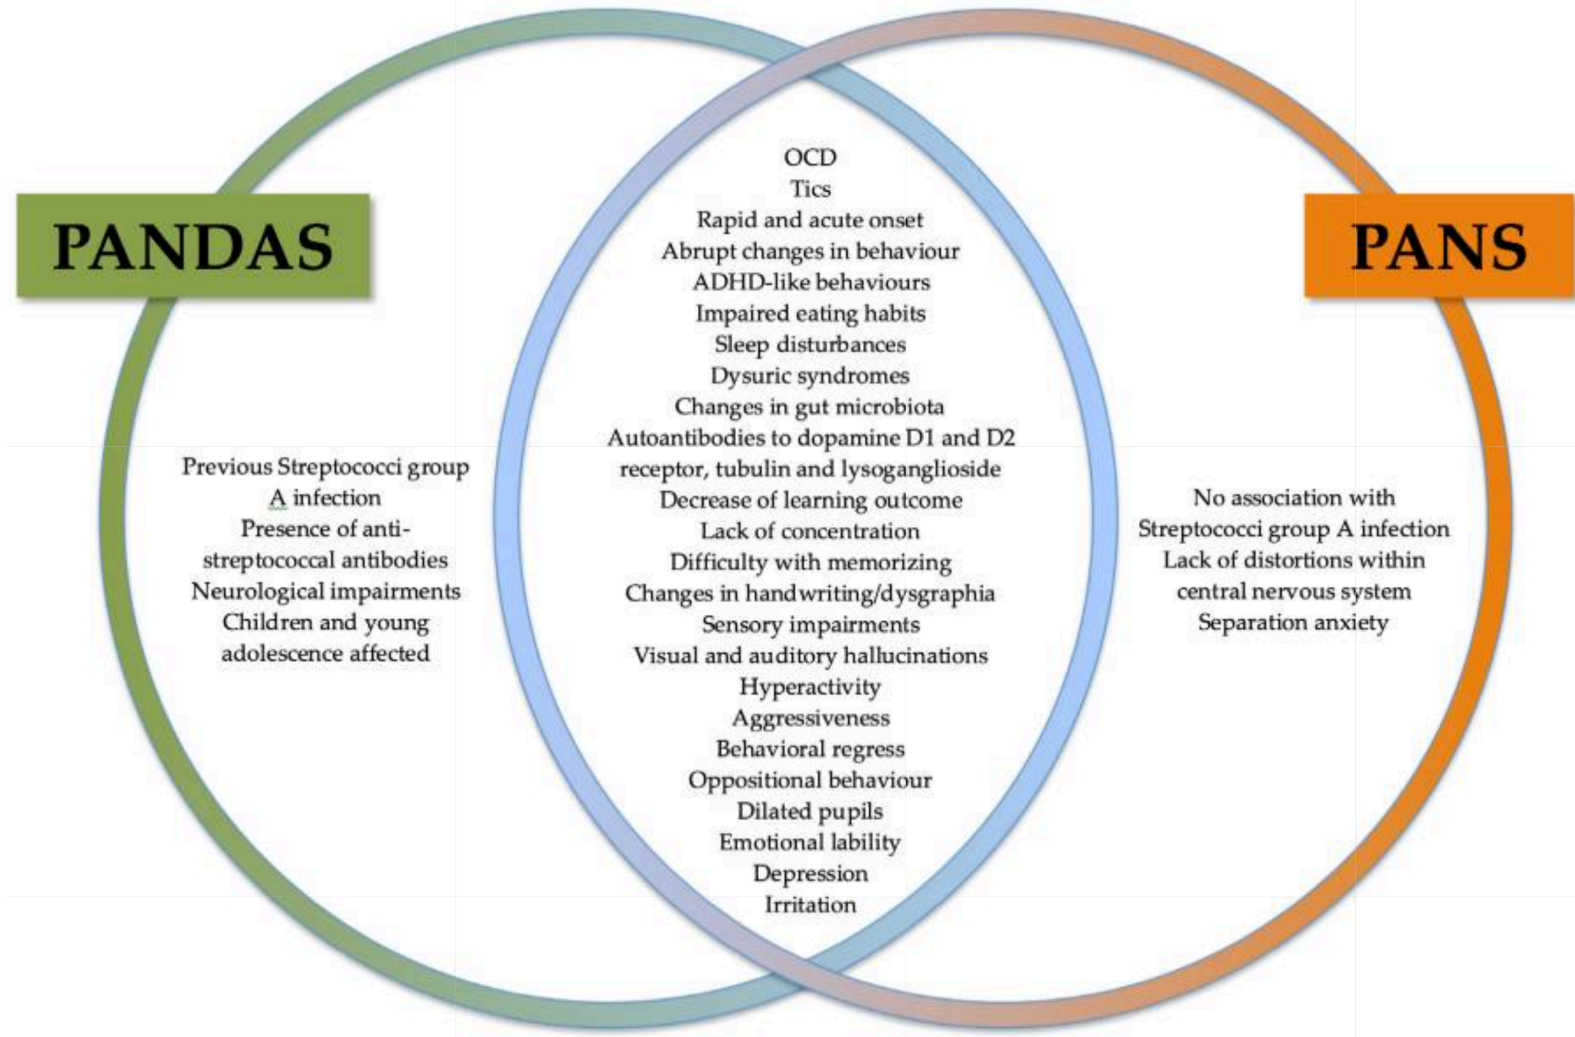 PANDAS
PANS
OCD
Tics
Rapid and acute onset
Abrupt changes in behaviour
ADHD-like behaviours
Impaired eating habits
Sleep disturbances
Dysuric syndromes
Changes in gut microbiota
Autoantibodies to dopamine D1 and D2
receptor, tubulin and lysoganglioside
Decrease of learning outcome
Lack of concentration
Difficulty with memorizing
Changes in handwriting/dysgraphia
Sensory impairments
Visual and auditory hallucinations
Hyperactivity
Aggressiveness
Behavioral regress
Oppositional behaviour
Dilated pupils
Emotional lability
Depression
Irritation
Previous Streptococci group
A infection
Presence of anti-
streptococcal antibodies
Neurological impairments
Children and young
adolescence affected
No association with
Streptococci group A infection
Lack of distortions within
central nervous system
Separation anxiety